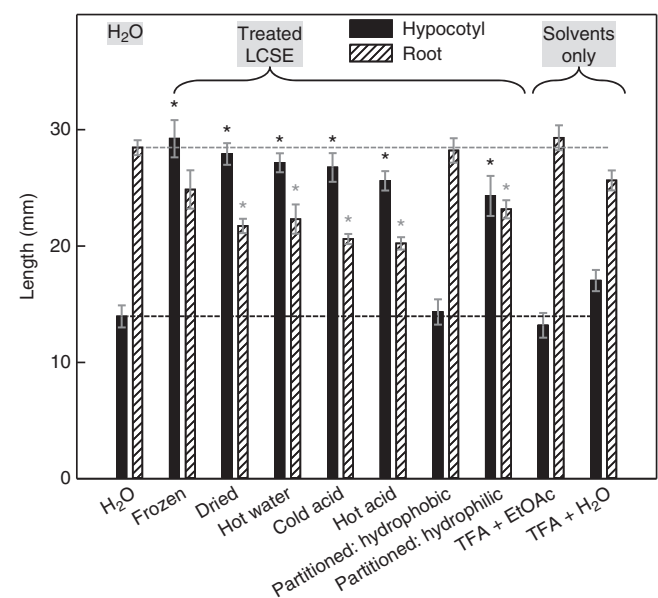 H₂O
Treated
LCSE
Hypocotyl
Root
Solvents
only
*
*
*
*
*
*
*
*
*
*
*
30
20
10
0
Length (mm)
H₂O
Frozen
Dried
Hot water
Cold acid
Hot acid
Partitioned: hydrophobic
Partitioned: hydrophilic
TFA + EtOAc
TFA + H₂O